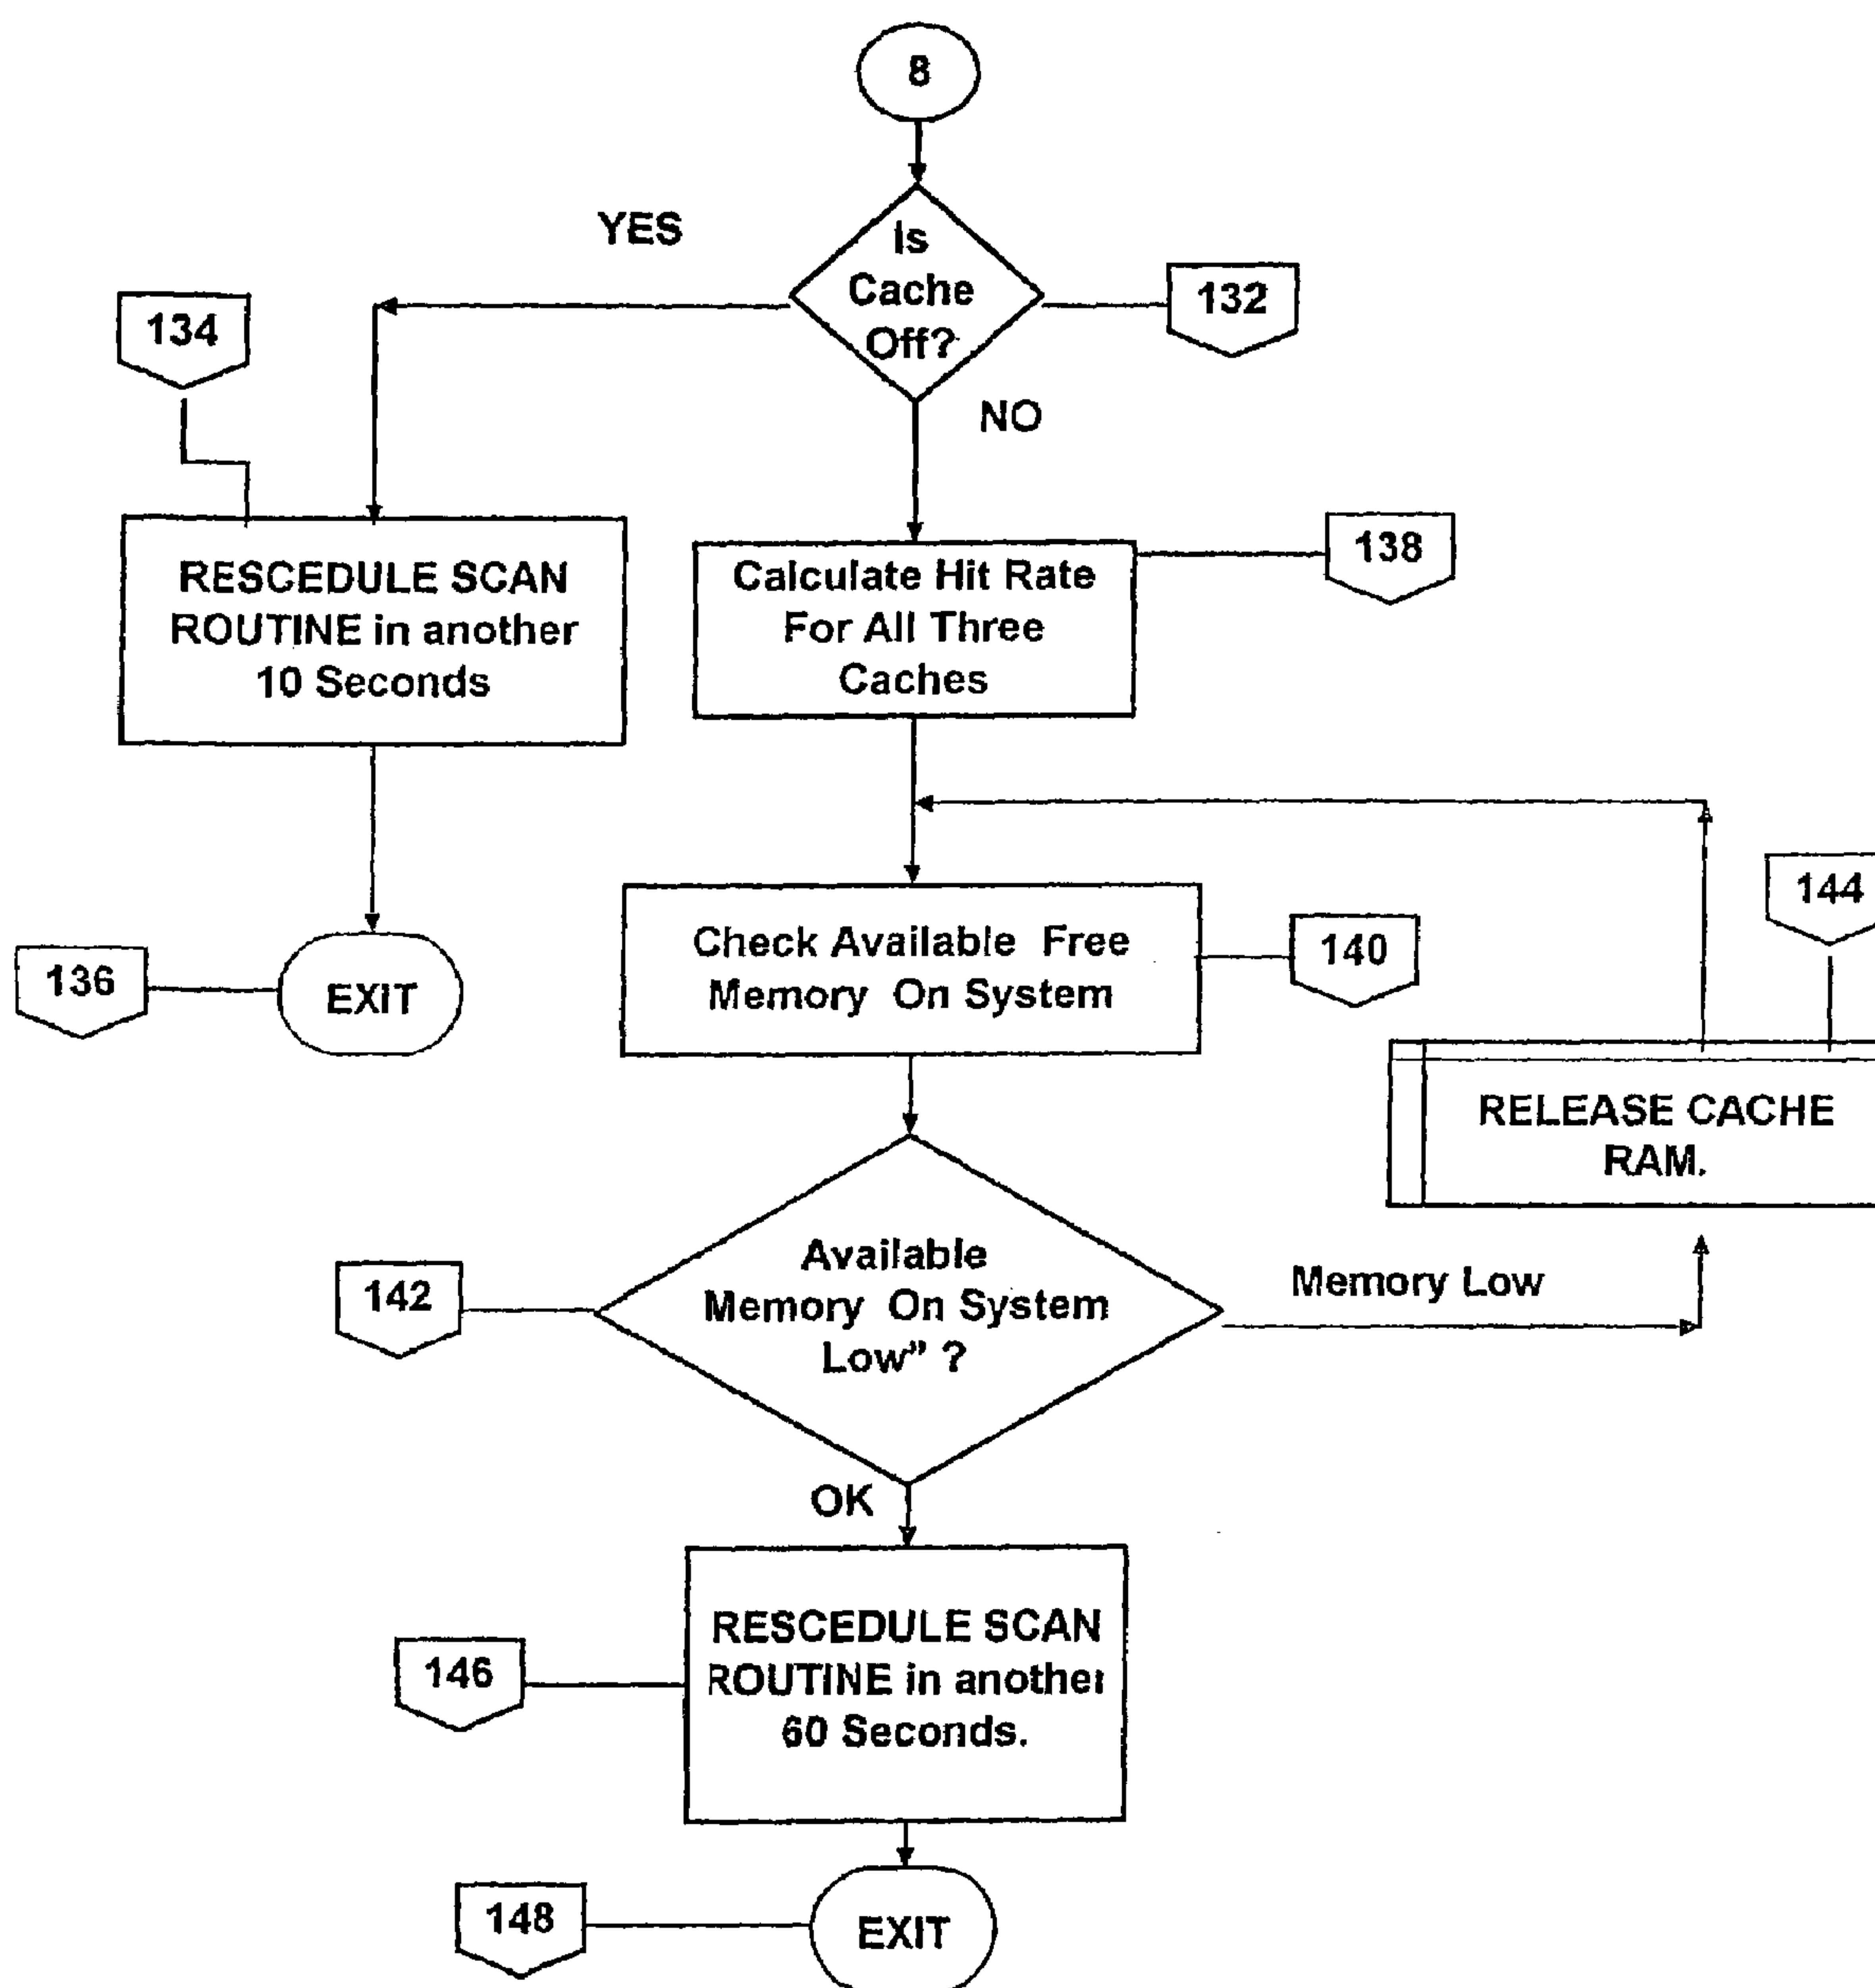 8
YES
Is
Cache
Off?
132
134
NO
RESCEDULE SCAN
ROUTINE in another
10 Seconds
Calculate Hit Rate
For All Three
Caches
138
136
EXIT
Check Available Free
Memory On System
140
144
RELEASE CACHE
RAM.
142
Available
Memory On System
Low” ?
Memory Low
OK
146
RESCEDULE SCAN
ROUTINE in another
60 Seconds.
148
EXIT